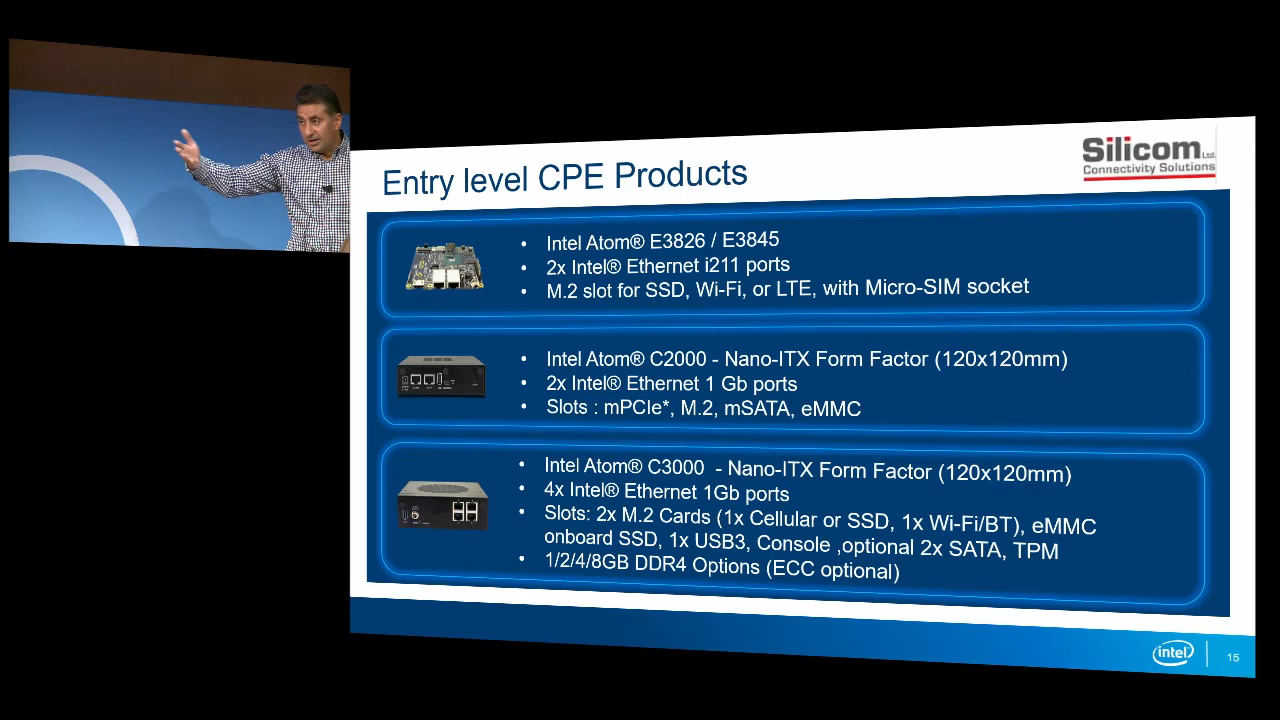 Silicom Ltd.
Connectivity Solutions
Entry level CPE Products
• Intel Atom® E3826 / E3845
• 2x Intel® Ethernet i211 ports
• M.2 slot for SSD, Wi-Fi, or LTE, with Micro-SIM socket
• Intel Atom® C2000 - Nano-ITX Form Factor (120x120mm)
• 2x Intel® Ethernet 1 Gb ports
• Slots : mPCIe*, M.2, mSATA, eMMC
• Intel Atom® C3000 - Nano-ITX Form Factor (120x120mm)
• 4x Intel® Ethernet 1Gb ports
• Slots: 2x M.2 Cards (1x Cellular or SSD, 1x Wi-Fi/BT), eMMC
onboard SSD, 1x USB3, Console ,optional 2x SATA, TPM
• 1/2/4/8GB DDR4 Options (ECC optional)
intel
15